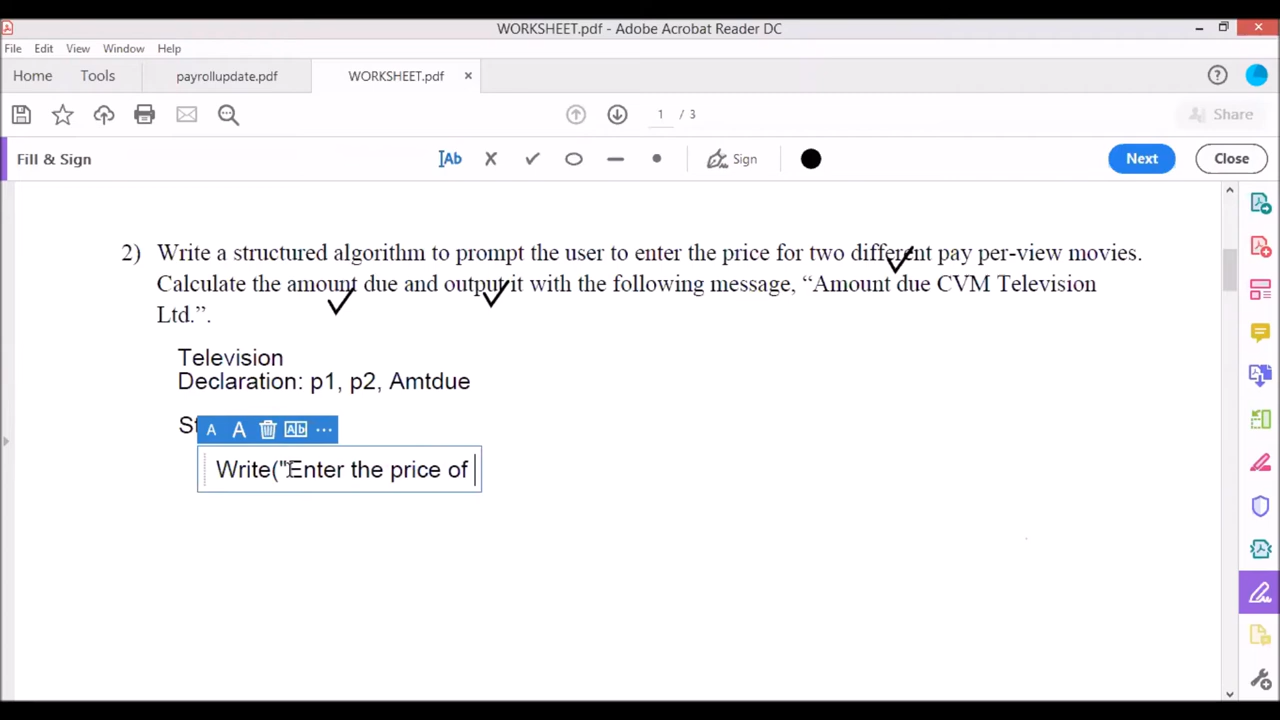 WORKSHEET.pdf - Adobe Acrobat Reader DC
File Edit View Window Help
Home Tools payrollupdate.pdf WORKSHEET.pdf ×
1 / 3 Share
Fill & Sign Ab Sign Next Close
2) Write a structured algorithm to prompt the user to enter the price for two different pay per-view movies.
Calculate the amount due and output it with the following message, “Amount due CVM Television
Ltd.”.
Television
Declaration: p1, p2, Amtdue
St
A A Ab ...
Write("Enter the price of